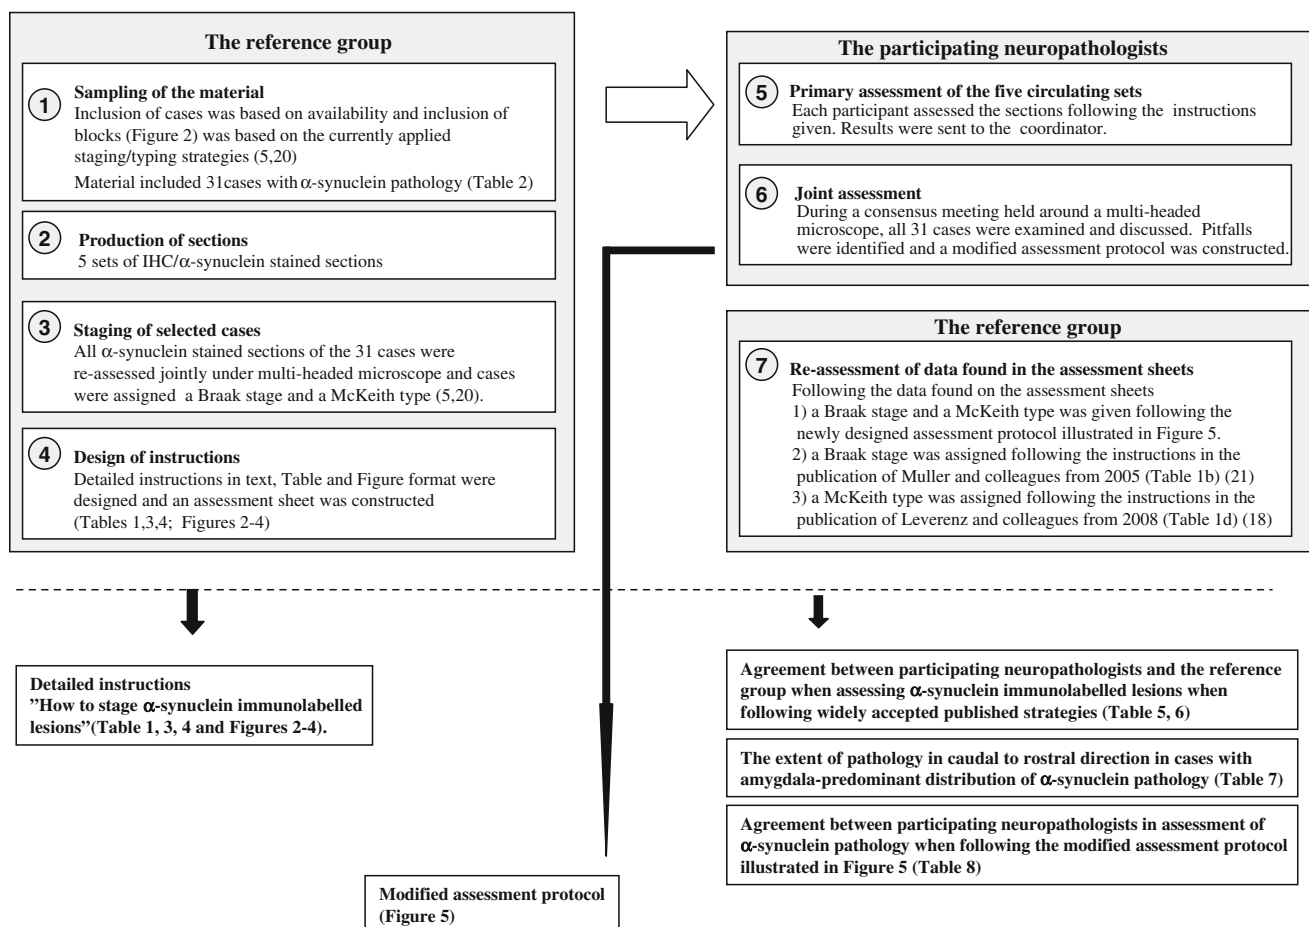 The reference group
1
Sampling of the material
Inclusion of cases was based on availability and inclusion of
blocks (Figure 2) was based on the currently applied
staging/typing strategies (5,20)
Material included 31cases with α-synuclein pathology (Table 2)
2
Production of sections
5 sets of IHC/α-synuclein stained sections
3
Staging of selected cases
All α-synuclein stained sections of the 31 cases were
re-assessed jointly under multi-headed microscope and cases
were assigned a Braak stage and a McKeith type (5,20).
4
Design of instructions
Detailed instructions in text, Table and Figure format were
designed and an assessment sheet was constructed
(Tables 1,3,4; Figures 2-4)
The participating neuropathologists
5
Primary assessment of the five circulating sets
Each participant assessed the sections following the instructions
given. Results were sent to the coordinator.
6
Joint assessment
During a consensus meeting held around a multi-headed
microscope, all 31 cases were examined and discussed. Pitfalls
were identified and a modified assessment protocol was constructed.
The reference group
7
Re-assessment of data found in the assessment sheets
Following the data found on the assessment sheets
1) a Braak stage and a McKeith type was given following the
newly designed assessment protocol illustrated in Figure 5.
2) a Braak stage was assigned following the instructions in the
publication of Muller and colleagues from 2005 (Table 1b) (21)
3) a McKeith type was assigned following the instructions in the
publication of Leverenz and colleagues from 2008 (Table 1d) (18)
Detailed instructions
”How to stage α-synuclein immunolabelled
lesions”(Table 1, 3, 4 and Figures 2-4).
Modified assessment protocol
(Figure 5)
Agreement between participating neuropathologists and the reference
group when assessing α-synuclein immunolabelled lesions when
following widely accepted published strategies (Table 5, 6)
The extent of pathology in caudal to rostral direction in cases with
amygdala-predominant distribution of α-synuclein pathology (Table 7)
Agreement between participating neuropathologists in assessment of
α-synuclein pathology when following the modified assessment protocol
illustrated in Figure 5 (Table 8)